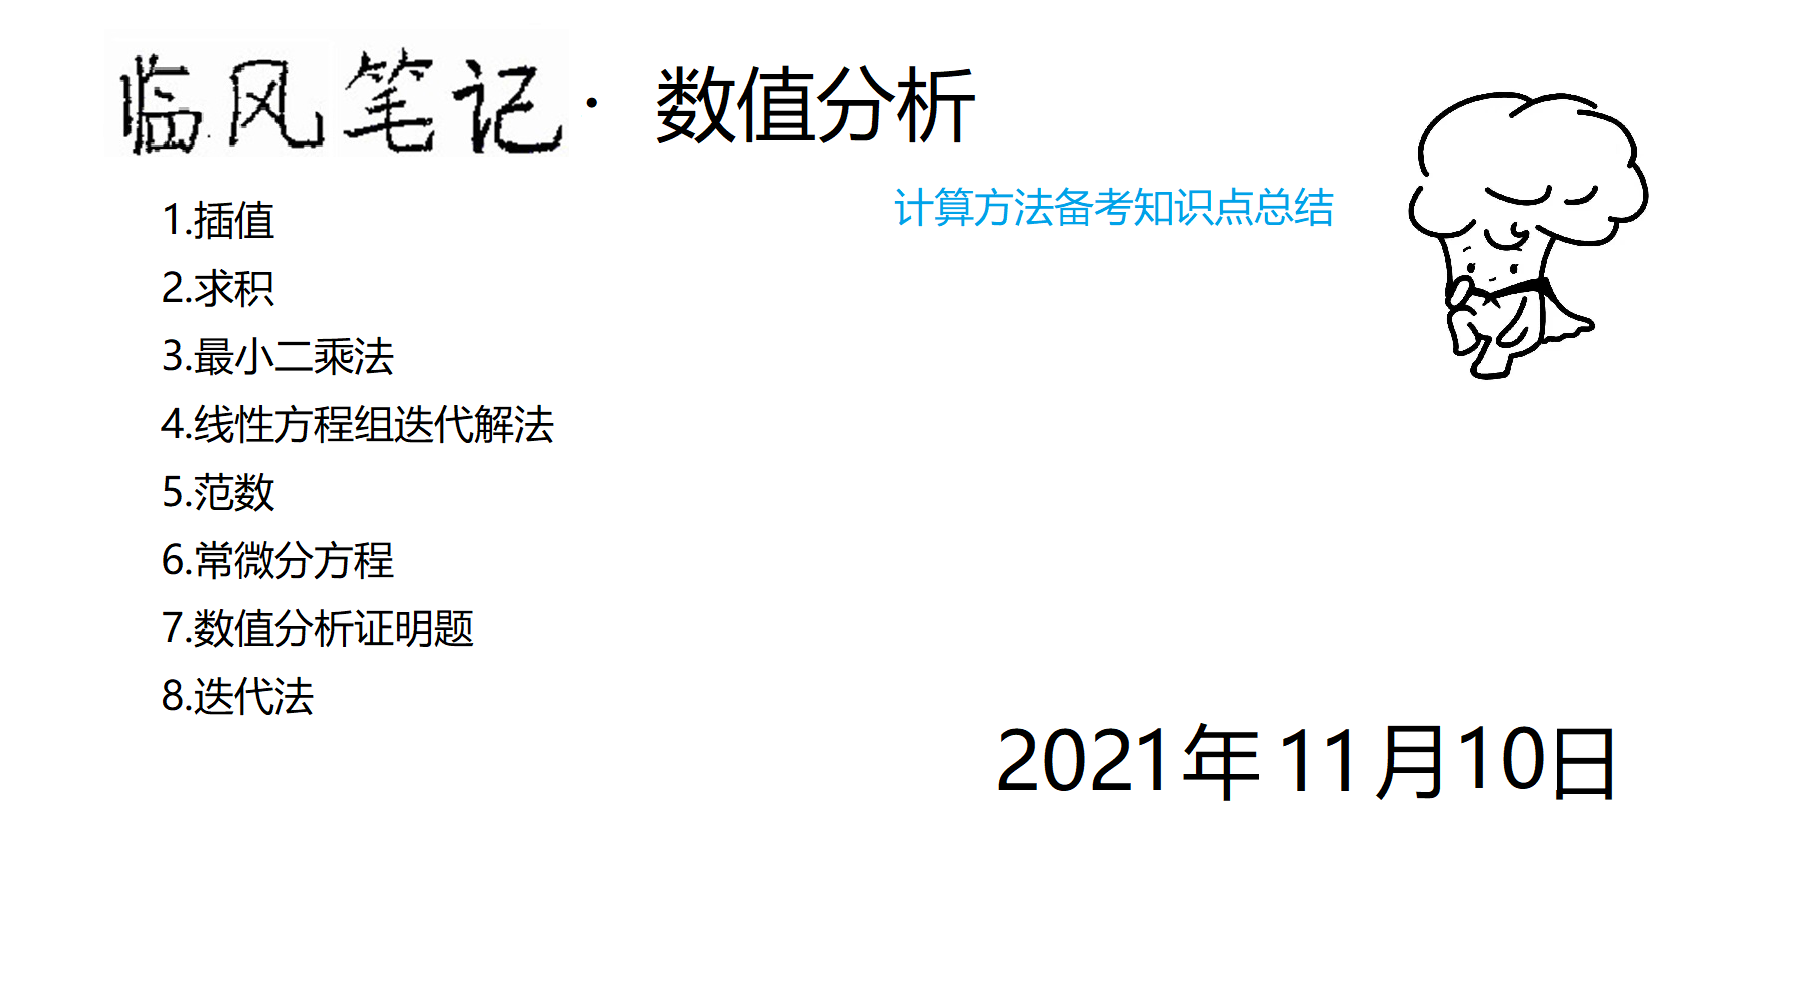 临风笔记 · 数值分析
计算方法备考知识点总结
1.插值
2.求积
3.最小二乘法
4.线性方程组迭代解法
5.范数
6.常微分方程
7.数值分析证明题
8.迭代法
2021年11月10日